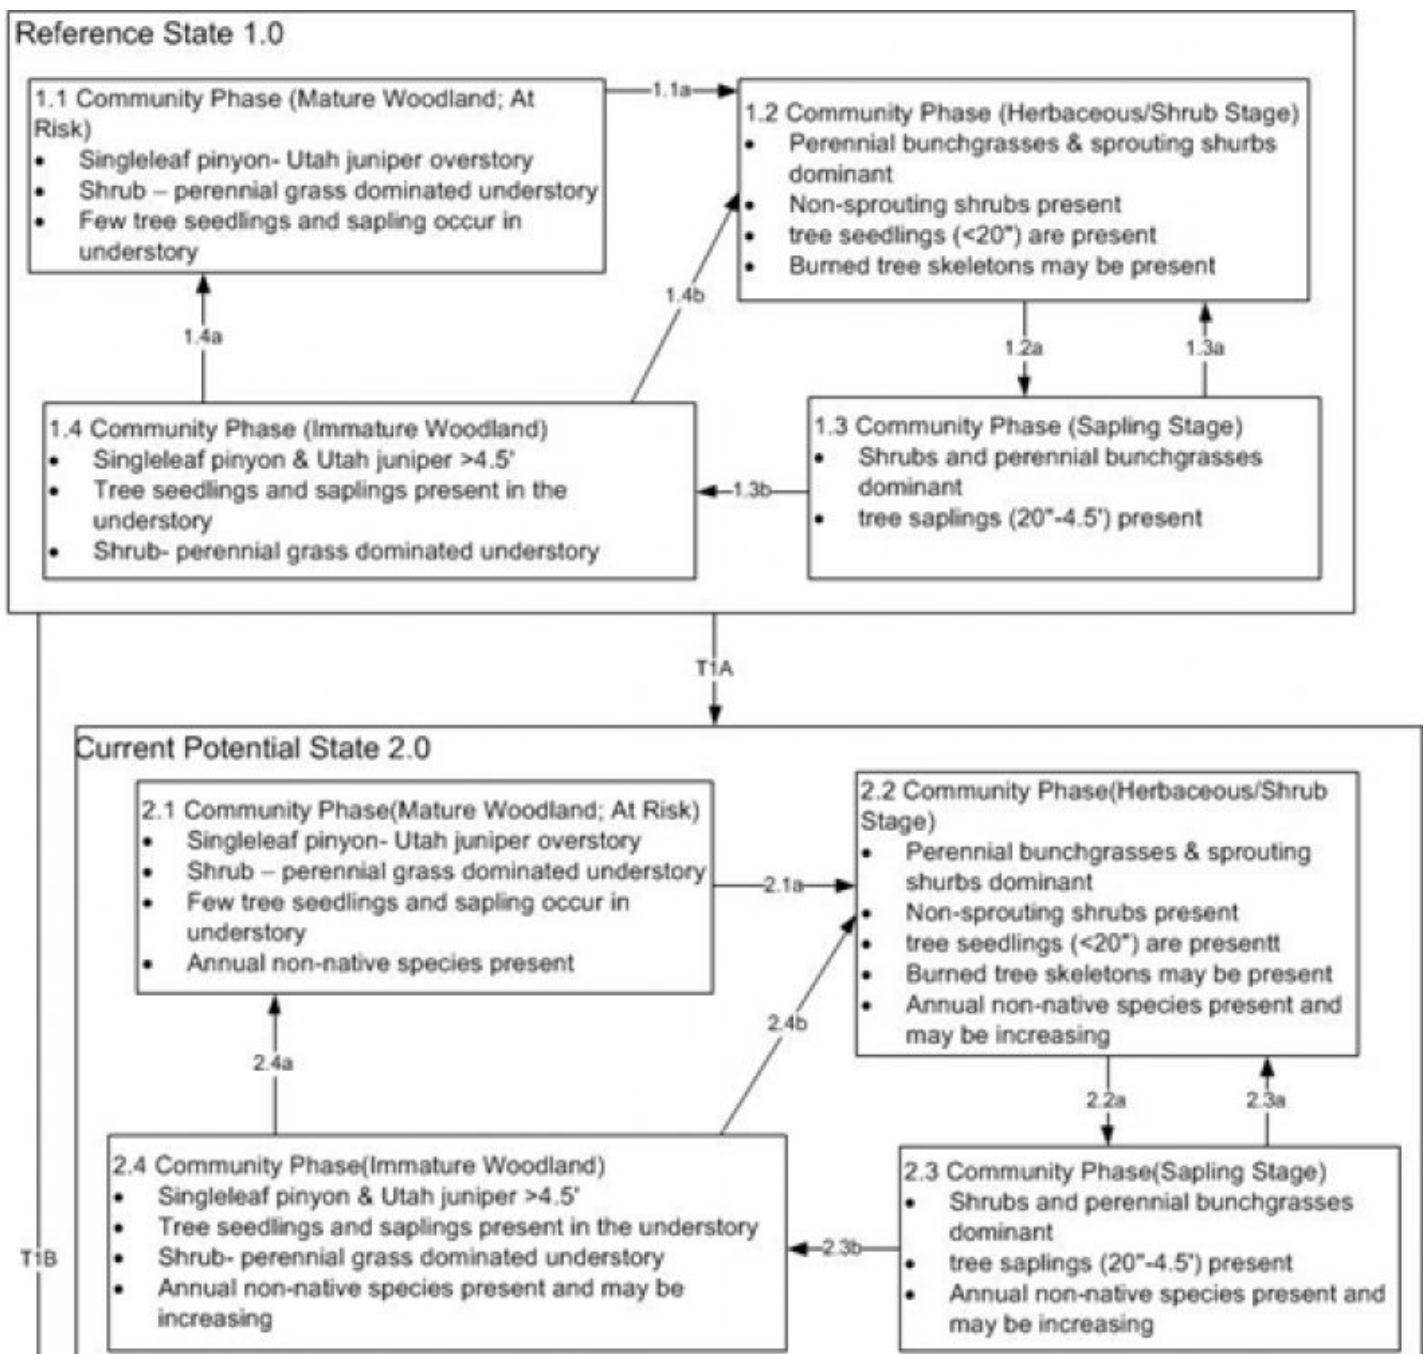 Reference State 1.0
1.1 Community Phase (Mature Woodland; At
Risk)
• Singleleaf pinyon- Utah juniper overstory
• Shrub – perennial grass dominated understory
• Few tree seedlings and sapling occur in
understory
1.1a
1.2 Community Phase (Herbaceous/Shrub Stage)
• Perennial bunchgrasses & sprouting shurbs
dominant
• Non-sprouting shrubs present
• tree seedlings (<20") are present
• Burned tree skeletons may be present
1.4a
1.4b
1.2a
1.3a
1.4 Community Phase (Immature Woodland)
• Singleleaf pinyon & Utah juniper >4.5'
• Tree seedlings and saplings present in the
understory
• Shrub- perennial grass dominated understory
1.3b
1.3 Community Phase (Sapling Stage)
• Shrubs and perennial bunchgrasses
dominant
• tree saplings (20"-4.5') present
T1A
Current Potential State 2.0
2.1 Community Phase(Mature Woodland; At Risk)
• Singleleaf pinyon- Utah juniper overstory
• Shrub – perennial grass dominated understory
• Few tree seedlings and sapling occur in
understory
• Annual non-native species present
2.1a
2.2 Community Phase(Herbaceous/Shrub
Stage)
• Perennial bunchgrasses & sprouting
shurbs dominant
• Non-sprouting shrubs present
• tree seedlings (<20") are presentt
• Burned tree skeletons may be present
• Annual non-native species present and
may be increasing
2.4a
2.4b
2.2a
2.3a
2.4 Community Phase(Immature Woodland)
• Singleleaf pinyon & Utah juniper >4.5'
• Tree seedlings and saplings present in the understory
• Shrub- perennial grass dominated understory
• Annual non-native species present and may be
increasing
2.3b
2.3 Community Phase(Sapling Stage)
• Shrubs and perennial bunchgrasses
dominant
• tree saplings (20"-4.5') present
• Annual non-native species present and
may be increasing
T1B